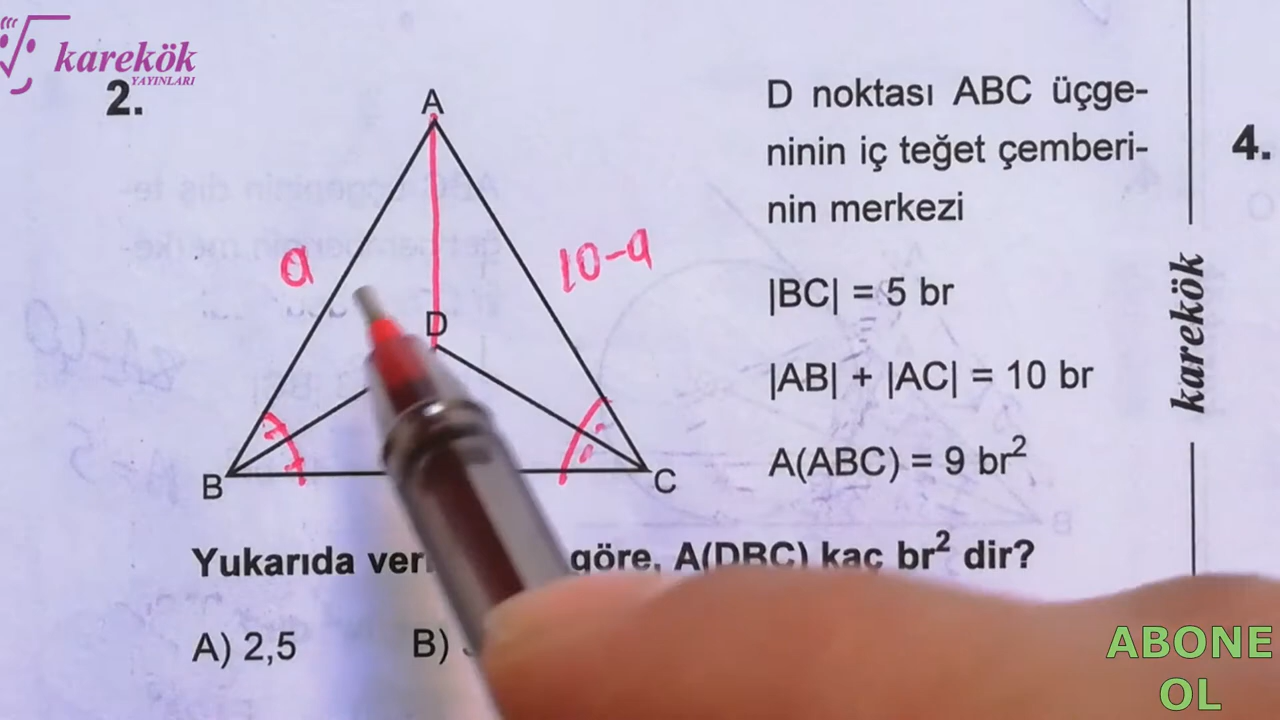 karekök
YAYINLARI
2.
A
D
B
C
a
10-a
D noktası ABC üçge-
ninin iç teğet çemberi-
nin merkezi
|BC| = 5 br
|AB| + |AC| = 10 br
A(ABC) = 9 br²
Yukarıda göre, A(DBC) kaç br² dir?
A) 2,5
B)
4.
karekök
ABONE
OL